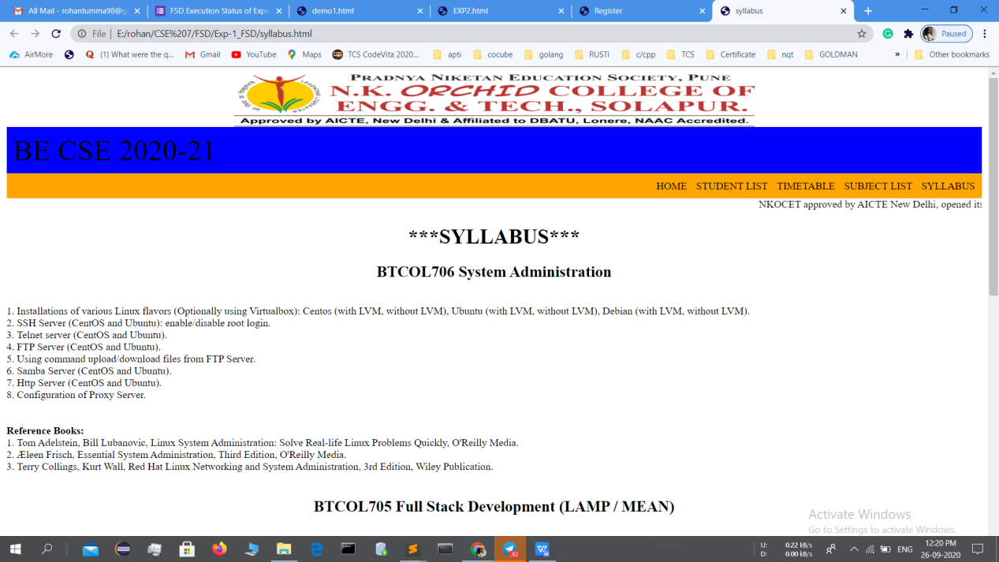 All Mail - rohantumma98@g
FSD Execution Status of Expe
demo1.html
EXP2.html
Register
syllabus
File | E:/rohan/CSE%207/FSD/Exp-1_FSD/syllabus.html
Paused
AirMore
(1) What were the q...
Gmail
YouTube
Maps
TCS CodeVita 2020...
apti
cocube
golang
RUSTI
c/cpp
TCS
Certificate
nqt
GOLDMAN
»
Other bookmarks
PRADNYA NIKETAN EDUCATION SOCIETY, PUNE
N.K. ORCHID COLLEGE OF
ENGG. & TECH., SOLAPUR.
Approved by AICTE, New Delhi & Affiliated to DBATU, Lonere, NAAC Accredited.
BE CSE 2020-21
HOME STUDENT LIST TIMETABLE SUBJECT LIST SYLLABUS
NKOCET approved by AICTE New Delhi, opened its
***SYLLABUS***
BTCOL706 System Administration
1. Installations of various Linux flavors (Optionally using Virtualbox): Centos (with LVM, without LVM), Ubuntu (with LVM, without LVM), Debian (with LVM, without LVM).
2. SSH Server (CentOS and Ubuntu): enable/disable root login.
3. Telnet server (CentOS and Ubuntu).
4. FTP Server (CentOS and Ubuntu).
5. Using command upload/download files from FTP Server.
6. Samba Server (CentOS and Ubuntu).
7. Http Server (CentOS and Ubuntu).
8. Configuration of Proxy Server.
Reference Books:
1. Tom Adelstein, Bill Lubanovic, Linux System Administration: Solve Real-life Linux Problems Quickly, O'Reilly Media.
2. Æleen Frisch, Essential System Administration, Third Edition, O'Reilly Media.
3. Terry Collings, Kurt Wall, Red Hat Linux Networking and System Administration, 3rd Edition, Wiley Publication.
BTCOL705 Full Stack Development (LAMP / MEAN)
Activate Windows
Go to Settings to activate Windows.
U: 0.22 kB/s
D: 0.00 kB/s
82
ENG
12:20 PM
26-09-2020